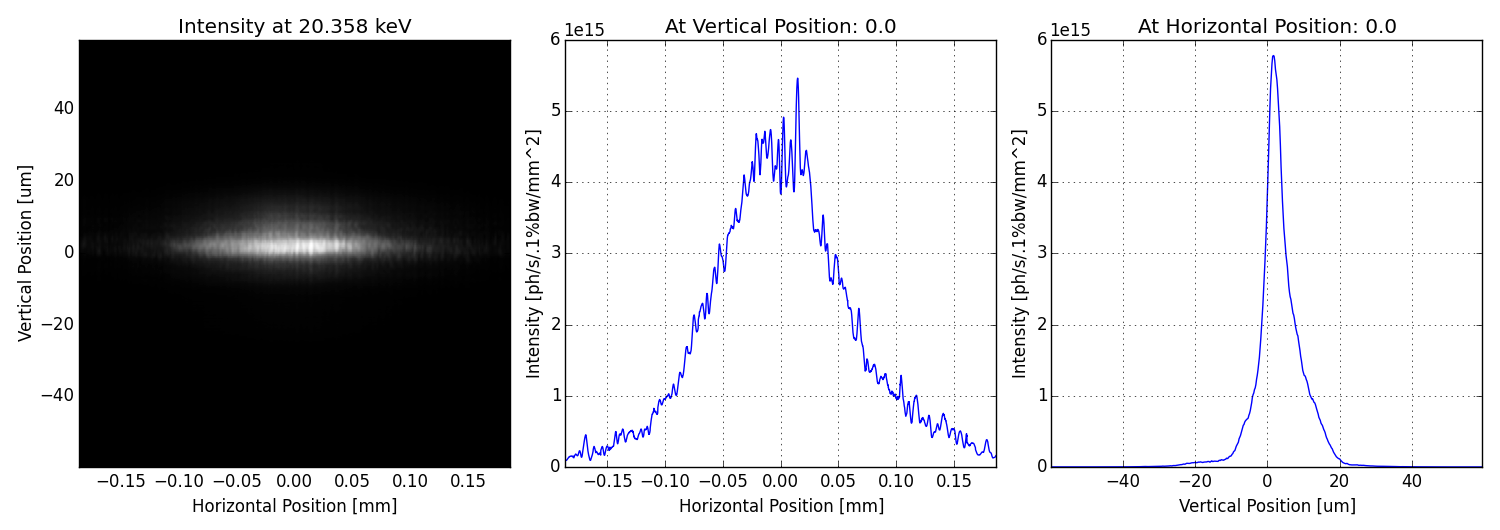 Intensity at 20.358 keV
Vertical Position [um]
40
20
0
−20
−40
−0.15 −0.10 −0.05 0.00 0.05 0.10 0.15
Horizontal Position [mm]
At Vertical Position: 0.0
1e15
Intensity [ph/s/.1%bw/mm^2]
6
5
4
3
2
1
0
−0.15 −0.10 −0.05 0.00 0.05 0.10 0.15
Horizontal Position [mm]
At Horizontal Position: 0.0
1e15
Intensity [ph/s/.1%bw/mm^2]
6
5
4
3
2
1
0
−40 −20 0 20 40
Vertical Position [um]